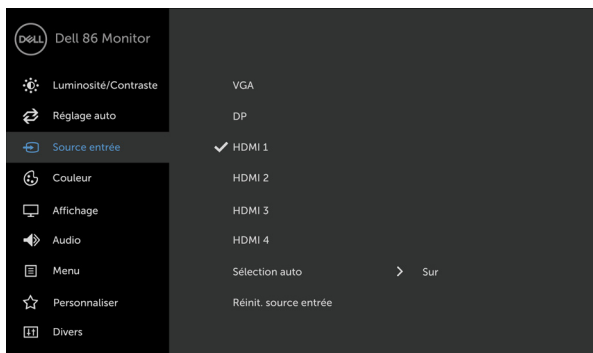 DELL Dell 86 Monitor
Luminosité/Contraste VGA
Réglage auto DP
Source entrée HDMI 1
Couleur HDMI 2
Affichage HDMI 3
Audio HDMI 4
Menu Sélection auto > Sur
Personnaliser Réinit. source entrée
Divers